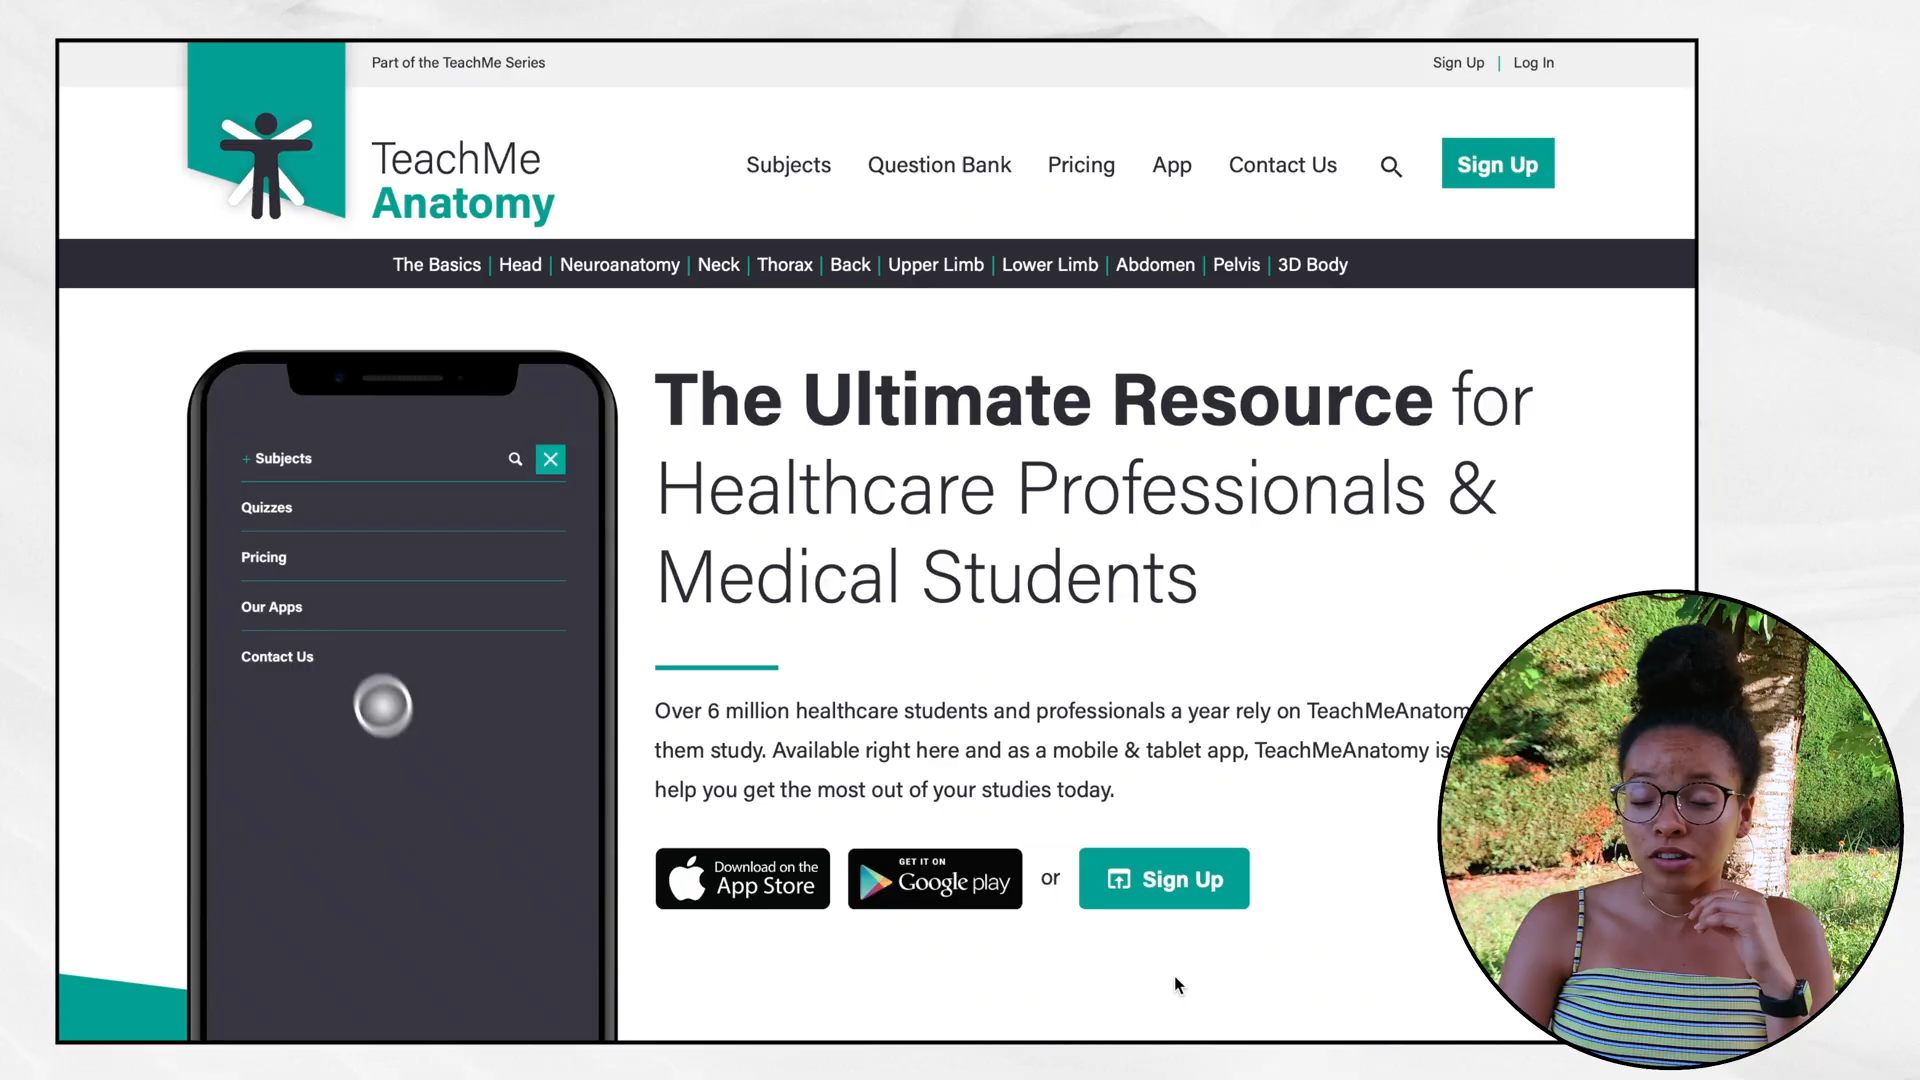 Part of the TeachMe Series
Sign Up | Log In
TeachMe
Anatomy
Subjects Question Bank Pricing App Contact Us Sign Up
The Basics | Head | Neuroanatomy | Neck | Thorax | Back | Upper Limb | Lower Limb | Abdomen | Pelvis | 3D Body
+ Subjects
Quizzes
Pricing
Our Apps
Contact Us
The Ultimate Resource for
Healthcare Professionals &
Medical Students
Over 6 million healthcare students and professionals a year rely on
them study. Available right here and as a mobile & tablet app, TeachMeAnatomy is
help you get the most out of your studies today.
Download on the
App Store
GET IT ON
Google play
or
Sign Up